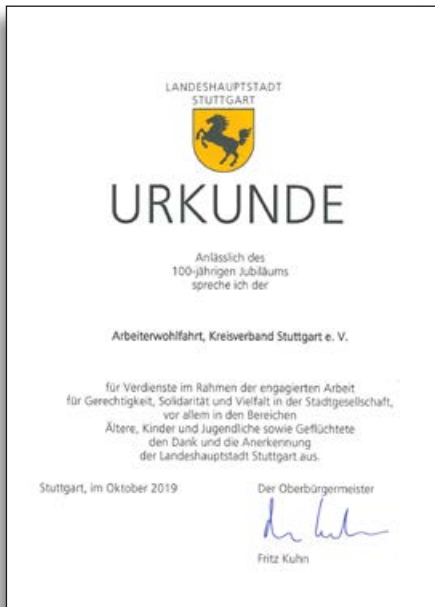 LANDESHAUPTSTADT
STUTTGART
URKUNDE
Anlässlich des
100-jährigen Jubiläums
spreche ich der
Arbeiterwohlfahrt, Kreisverband Stuttgart e. V.
für Verdienste im Rahmen der engagierten Arbeit
für Gerechtigkeit, Solidarität und Vielfalt in der Stadtgesellschaft,
vor allem in den Bereichen
Ältere, Kinder und Jugendliche sowie Geflüchtete
den Dank und die Anerkennung
der Landeshauptstadt Stuttgart aus.
Stuttgart, im Oktober 2019 Der Oberbürgermeister
Fritz Kuhn